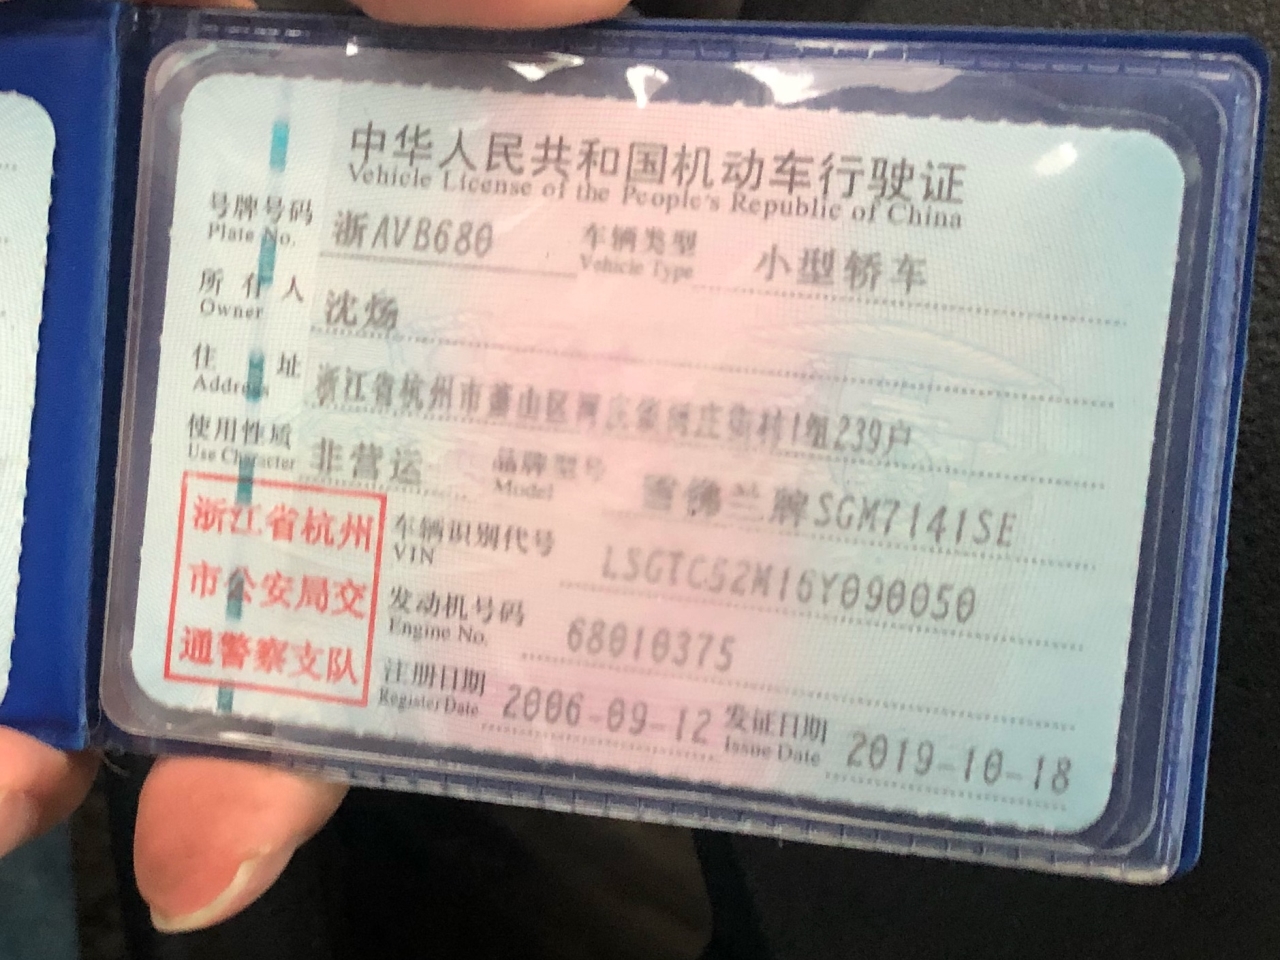 中华人民共和国机动车行驶证
Vehicle License of the People's Republic of China
号牌号码 浙AVB680 车辆类型 小型轿车
Plate No. Vehicle Type
所有人 沈炀
Owner
住址 浙江省杭州市萧山区河庄街 村1组239户
Address
使用性质 非营运 品牌型号 雪佛兰牌SGM7141SE
Use Character Model
浙江省杭州
市公安局交
通警察支队
车辆识别代号 LSGTC52M16Y090050
VIN
发动机号码 68010375
Engine No.
注册日期 2006-09-12 发证日期 2019-10-18
Register Date Issue Date